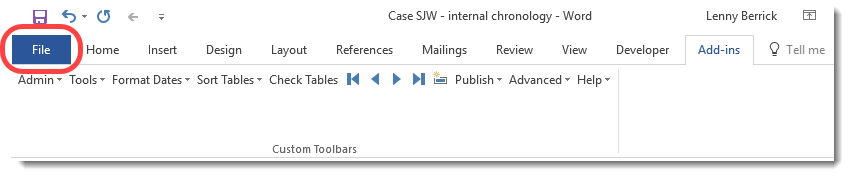 Case SJW - internal chronology - Word Lenny Berrick
File Home Insert Design Layout References Mailings Review View Developer Add-ins Tell me
Admin Tools Format Dates Sort Tables Check Tables Publish Advanced Help
Custom Toolbars